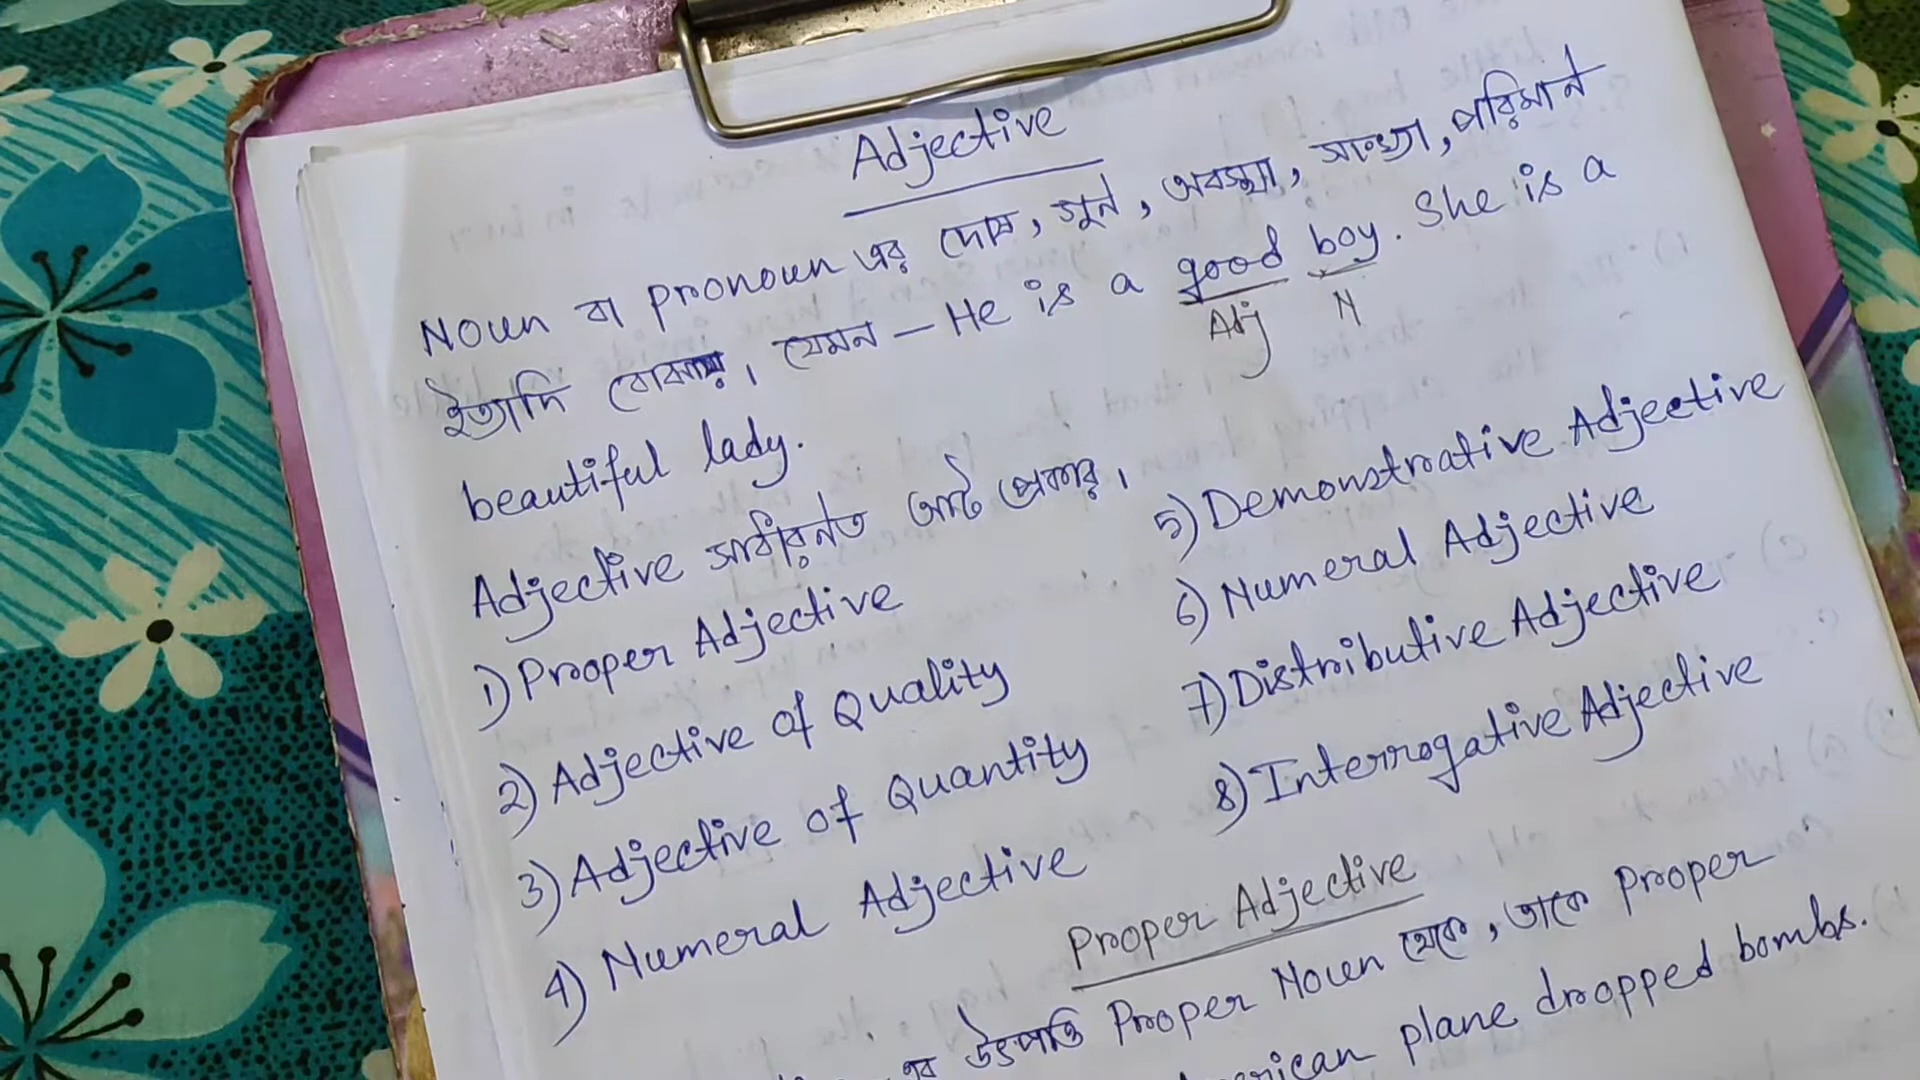 Adjective
Noun বা pronoun এর দোষ, গুন, অবস্থা, সংখ্যা, পরিমান
ইত্যাদি বোঝায়, যেমন - He is a good boy. She is a
Adj N
beautiful lady.
Adjective সাধারনত আট প্রকার।
1) Proper Adjective
2) Adjective of Quality
3) Adjective of Quantity
4) Numeral Adjective
5) Demonstrative Adjective
6) Numeral Adjective
7) Distributive Adjective
8) Interrogative Adjective
Proper Adjective
এর উৎপত্তি Proper Noun থেকে, তাকে Proper
plane dropped bombs.